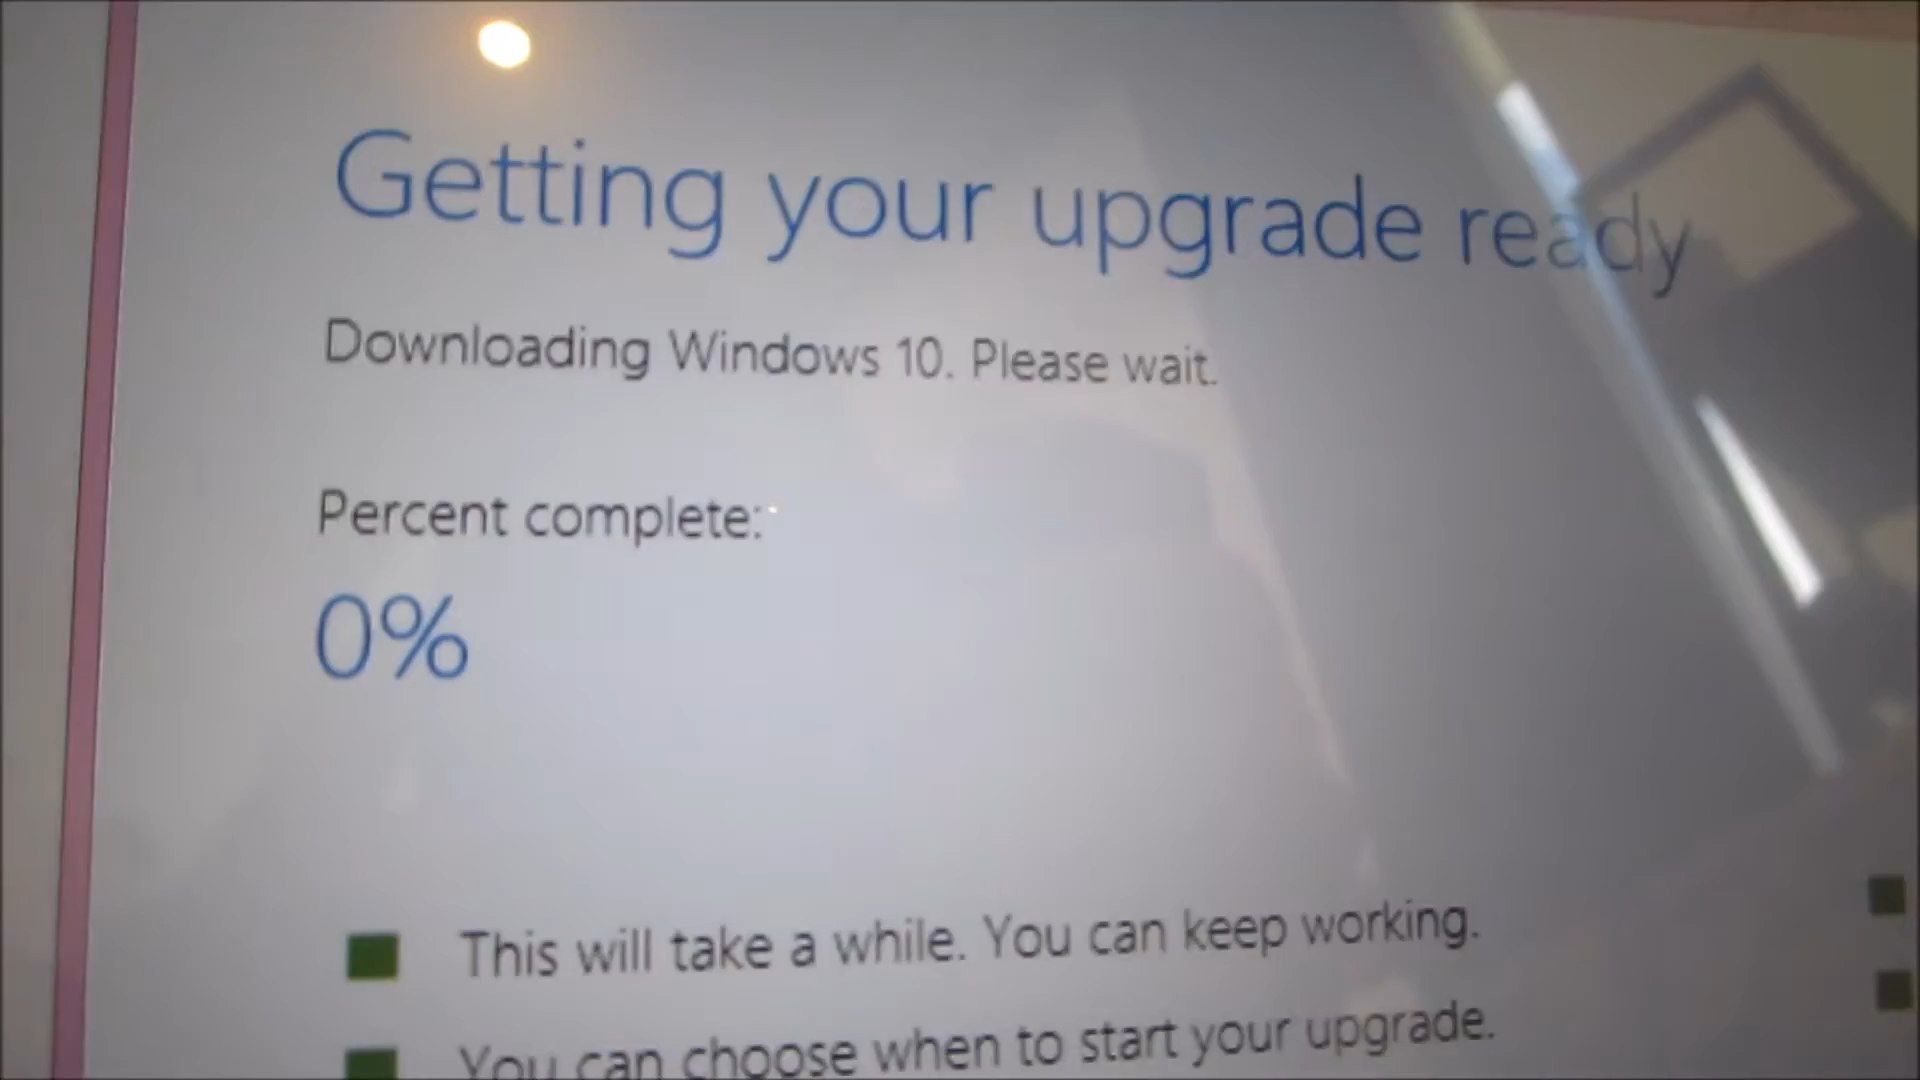 Getting your upgrade ready
Downloading Windows 10. Please wait.
Percent complete:
0%
This will take a while. You can keep working.
You can choose when to start your upgrade.